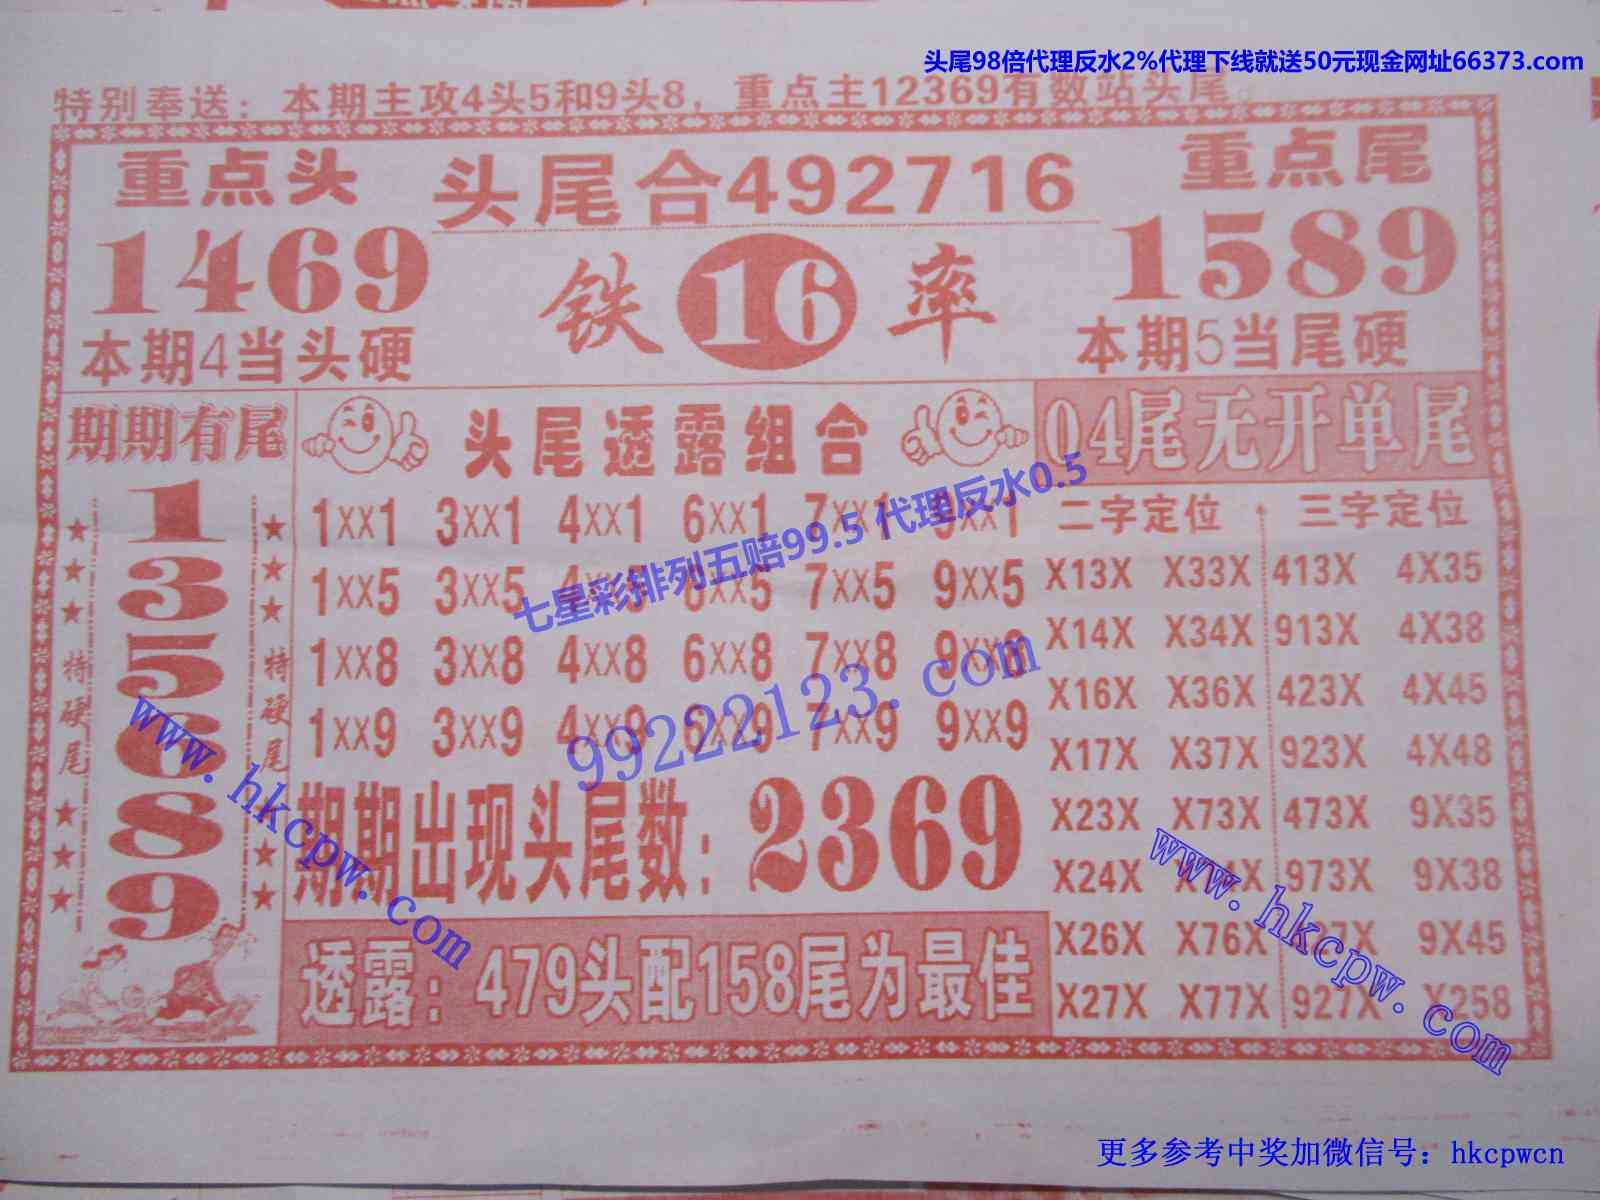 头尾98倍代理反水2%代理下线就送50元现金网址66373.com
特别奉送：本期主攻4头5和9头8，重点主12369有数站头尾。
重点头
1469
本期4当头硬
头尾合492716
铁16率
重点尾
1589
本期5当尾硬
期期有尾
1
3
5
6
8
9
特硬尾
特硬尾
头尾透露组合
1XX1 3XX1 4XX1 6XX1 7XX1 9XX1
1XX5 3XX5 4XX5 6XX5 7XX5 9XX5
1XX8 3XX8 4XX8 6XX8 7XX8 9XX8
1XX9 3XX9 4XX9 6XX9 7XX9 9XX9
期期出现头尾数：2369
透露：479头配158尾为最佳
04尾无开单尾
二字定位 三字定位
X13X X33X 413X 4X35
X14X X34X 913X 4X38
X16X X36X 423X 4X45
X17X X37X 923X 4X48
X23X X73X 473X 9X35
X24X X74X 973X 9X38
X26X X76X 9X45
X27X X77X 927X X258
七星彩排列五赔99.5 代理反水0.5
99222123.com
www.hkcpw.com
www.hkcpw.com
更多参考中奖加微信号：hkcpwcn